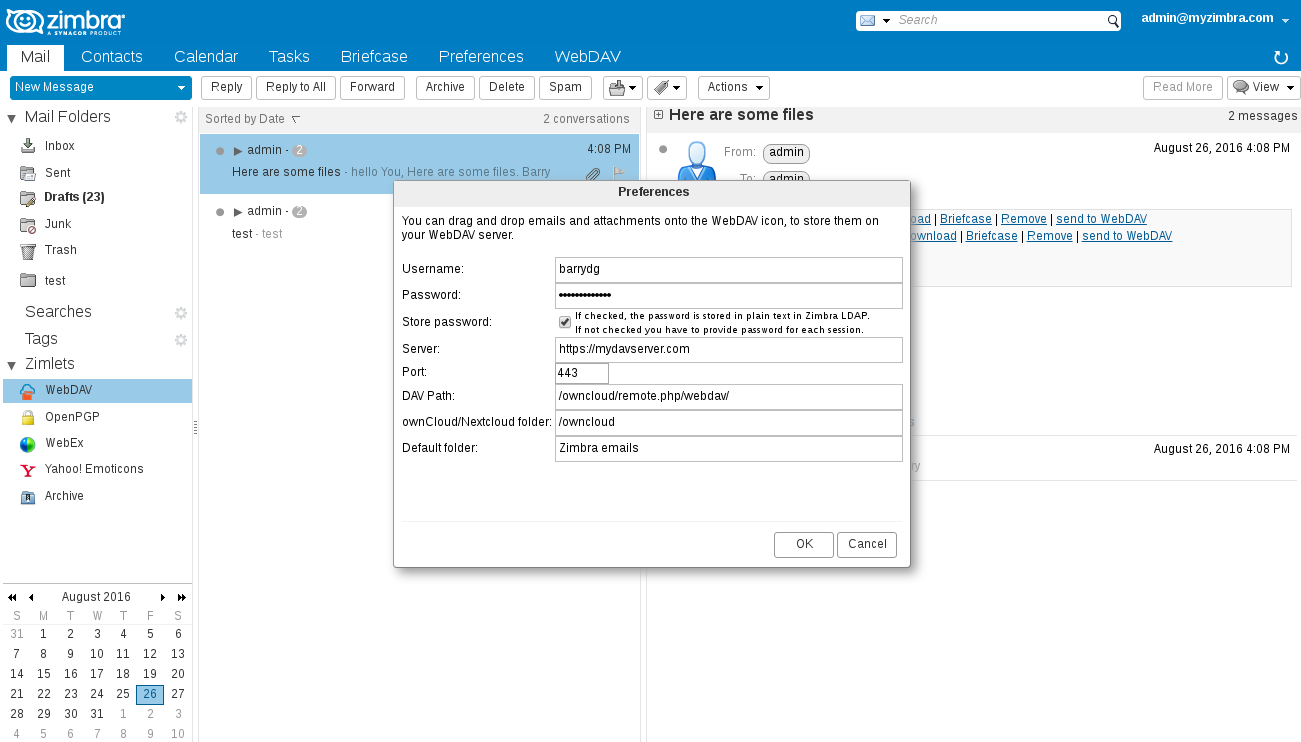 zimbra
A SYNACOR PRODUCT
Search
admin@myzimbra.com
Mail Contacts Calendar Tasks Briefcase Preferences WebDAV
New Message
Reply Reply to All Forward Archive Delete Spam Actions Read More View
Mail Folders
Inbox
Sent
Drafts (23)
Junk
Trash
test
Searches
Tags
Zimlets
WebDAV
OpenPGP
WebEx
Yahoo! Emoticons
Archive
August 2016
S M T W T F S
31 1 2 3 4 5 6
7 8 9 10 11 12 13
14 15 16 17 18 19 20
21 22 23 24 25 26 27
28 29 30 31 1 2 3
4 5 6 7 8 9 10
Sorted by Date 2 conversations
admin - 2 4:08 PM
Here are some files - hello You, Here are some files. Barry
admin - 2
test - test
Here are some files 2 messages
From: admin August 26, 2016 4:08 PM
To: admin
| Briefcase | Remove | send to WebDAV
| Briefcase | Remove | send to WebDAV
August 26, 2016 4:08 PM
Preferences
You can drag and drop emails and attachments onto the WebDAV icon, to store them on
your WebDAV server.
Username: barrydg
Password: •••••••••••••
Store password: If checked, the password is stored in plain text in Zimbra LDAP.
If not checked you have to provide password for each session.
Server: https://mydavserver.com
Port: 443
DAV Path: /owncloud/remote.php/webdav/
ownCloud/Nextcloud folder: /owncloud
Default folder: Zimbra emails
OK Cancel